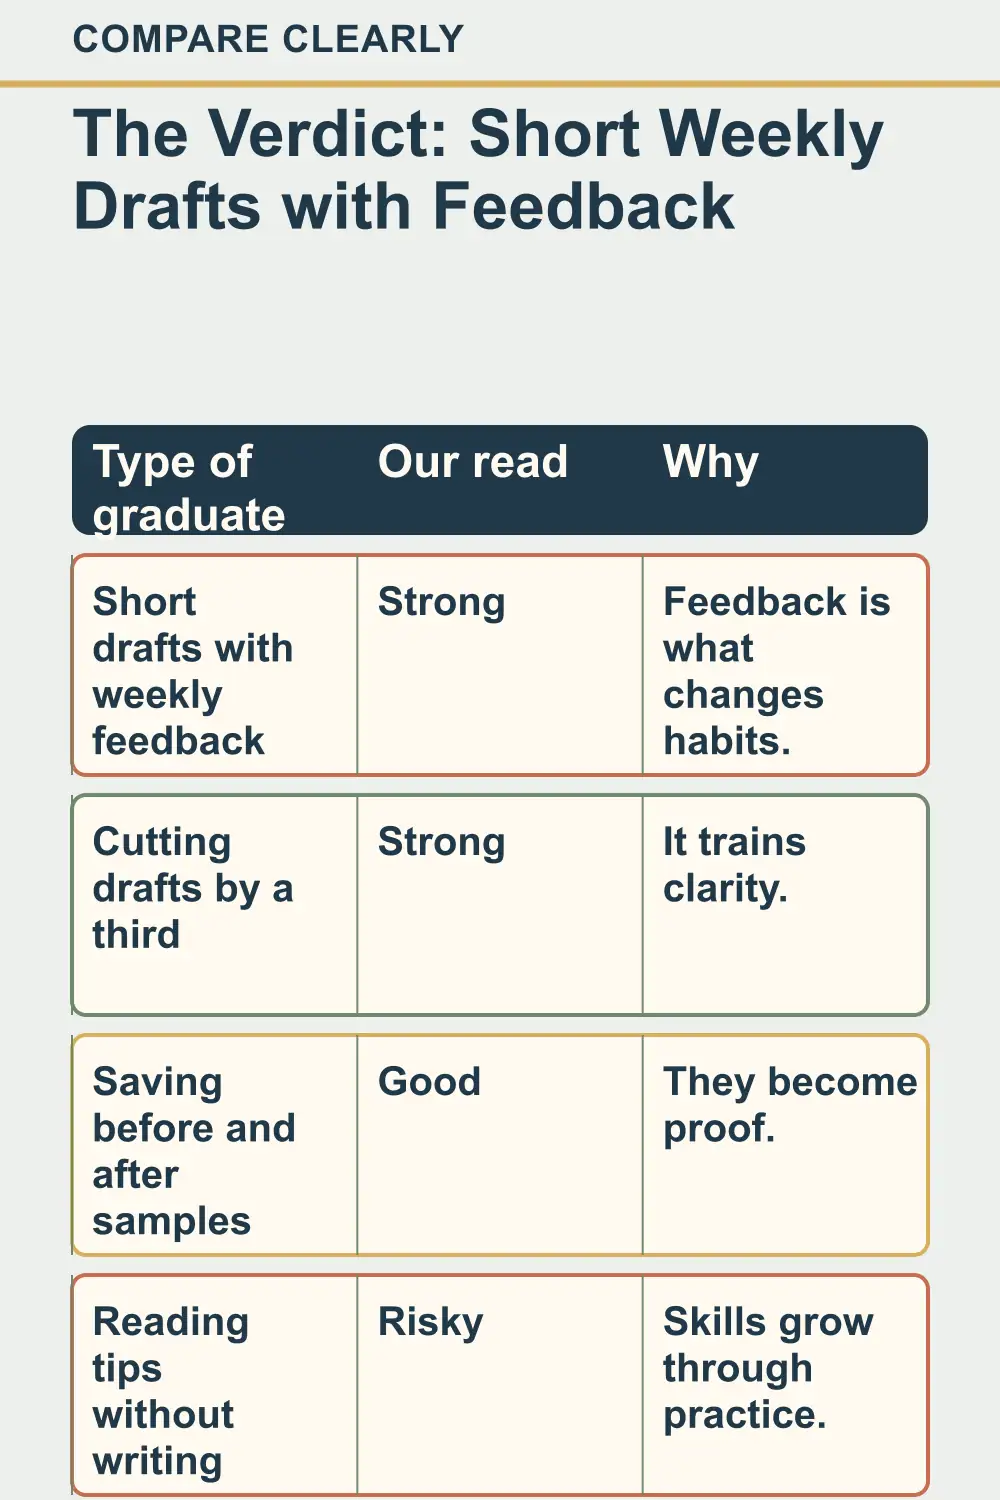 COMPARE CLEARLY
The Verdict: Short Weekly
Drafts with Feedback
Type of
graduate
Our read
Why
Short
drafts with
weekly
feedback
Strong
Feedback is
what
changes
habits.
Cutting
drafts by a
third
Strong
It trains
clarity.
Saving
before and
after
samples
Good
They become
proof.
Reading
tips
without
writing
Risky
Skills grow
through
practice.